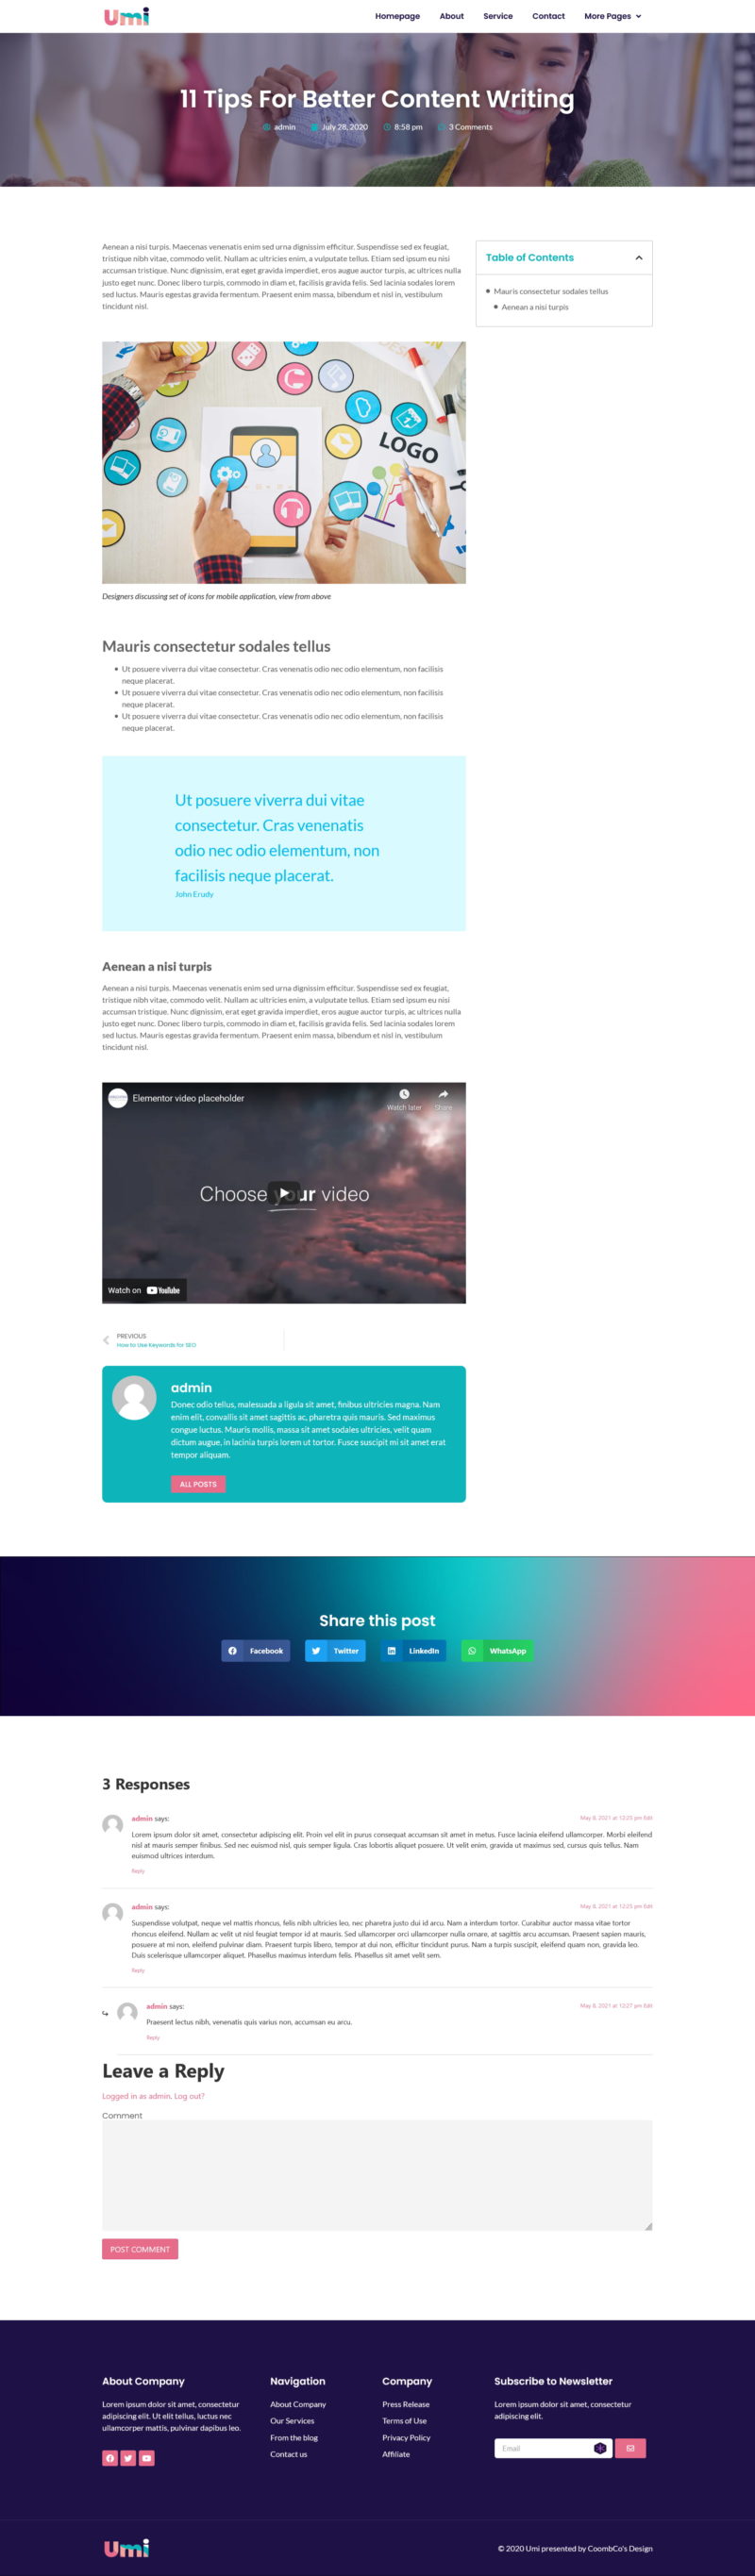 Umi
Homepage
About
Service
Contact
More Pages
11 Tips For Better Content Writing
admin
July 28, 2020
8:58 pm
3 Comments
Aenean a nisi turpis. Maecenas venenatis enim sed urna dignissim efficitur. Suspendisse sed ex feugiat,
tristique nibh vitae, commodo velit. Nullam ac ultricies enim, a vulputate tellus. Etiam sed ipsum eu nisi
accumsan tristique. Nunc dignissim, erat eget gravida imperdiet, eros augue auctor turpis, ac ultrices nulla
justo eget nunc. Donec libero turpis, commodo in diam et, facilisis gravida felis. Sed lacinia sodales lorem
sed luctus. Mauris egestas gravida fermentum. Praesent enim massa, bibendum et nisl in, vestibulum
tincidunt nisl.
Table of Contents
Mauris consectetur sodales tellus
Aenean a nisi turpis
LOGO
Designers discussing set of icons for mobile application, view from above
Mauris consectetur sodales tellus
Ut posuere viverra dui vitae consectetur. Cras venenatis odio nec odio elementum, non facilisis
neque placerat.
Ut posuere viverra dui vitae consectetur. Cras venenatis odio nec odio elementum, non facilisis
neque placerat.
Ut posuere viverra dui vitae consectetur. Cras venenatis odio nec odio elementum, non facilisis
neque placerat.
Ut posuere viverra dui vitae
consectetur. Cras venenatis
odio nec odio elementum, non
facilisis neque placerat.
John Erudy
Aenean a nisi turpis
Aenean a nisi turpis. Maecenas venenatis enim sed urna dignissim efficitur. Suspendisse sed ex feugiat,
tristique nibh vitae, commodo velit. Nullam ac ultricies enim, a vulputate tellus. Etiam sed ipsum eu nisi
accumsan tristique. Nunc dignissim, erat eget gravida imperdiet, eros augue auctor turpis, ac ultrices nulla
justo eget nunc. Donec libero turpis, commodo in diam et, facilisis gravida felis. Sed lacinia sodales lorem
sed luctus. Mauris egestas gravida fermentum. Praesent enim massa, bibendum et nisl in, vestibulum
tincidunt nisl.
Elementor video placeholder
Watch later
Share
Choose your video
Watch on YouTube
PREVIOUS
How to Use Keywords for SEO
admin
Donec odio tellus, malesuada a ligula sit amet, finibus ultricies magna. Nam
enim elit, convallis sit amet sagittis ac, pharetra quis mauris. Sed maximus
congue luctus. Mauris mollis, massa sit amet sodales ultricies, velit quam
dictum augue, in lacinia turpis lorem ut tortor. Fusce suscipit mi sit amet erat
tempor aliquam.
ALL POSTS
Share this post
Facebook
Twitter
LinkedIn
WhatsApp
3 Responses
admin says:
May 8, 2021 at 12:25 pm Edit
Lorem ipsum dolor sit amet, consectetur adipiscing elit. Proin vel elit in purus consequat accumsan sit amet in metus. Fusce lacinia eleifend ullamcorper. Morbi eleifend
nisl at mauris semper finibus. Sed nec euismod nisl, quis semper ligula. Cras lobortis aliquet posuere. Ut velit enim, gravida ut maximus sed, cursus quis tellus. Nam
euismod ultrices interdum.
Reply
admin says:
May 8, 2021 at 12:25 pm Edit
Suspendisse volutpat, neque vel mattis rhoncus, felis nibh ultricies leo, nec pharetra justo dui id arcu. Nam a interdum tortor. Curabitur auctor massa vitae tortor
rhoncus eleifend. Nullam ac velit ut nisl feugiat tempor id at mauris. Sed ullamcorper orci ullamcorper nulla ornare, at sagittis arcu accumsan. Praesent sapien mauris,
posuere at mi non, eleifend pulvinar diam. Praesent turpis libero, tempor at dui non, efficitur tincidunt purus. Nam a turpis suscipit, eleifend quam non, gravida leo.
Duis scelerisque ullamcorper aliquet. Phasellus maximus interdum felis. Phasellus sit amet velit sem.
Reply
admin says:
May 8, 2021 at 12:27 pm Edit
Praesent lectus nibh, venenatis quis varius non, accumsan eu arcu.
Reply
Leave a Reply
Logged in as admin. Log out?
Comment
POST COMMENT
About Company
Lorem ipsum dolor sit amet, consectetur
adipiscing elit. Ut elit tellus, luctus nec
ullamcorper mattis, pulvinar dapibus leo.
Navigation
About Company
Our Services
From the blog
Contact us
Company
Press Release
Terms of Use
Privacy Policy
Affiliate
Subscribe to Newsletter
Lorem ipsum dolor sit amet, consectetur
adipiscing elit.
Email
Umi
© 2020 Umi presented by CoombCo's Design